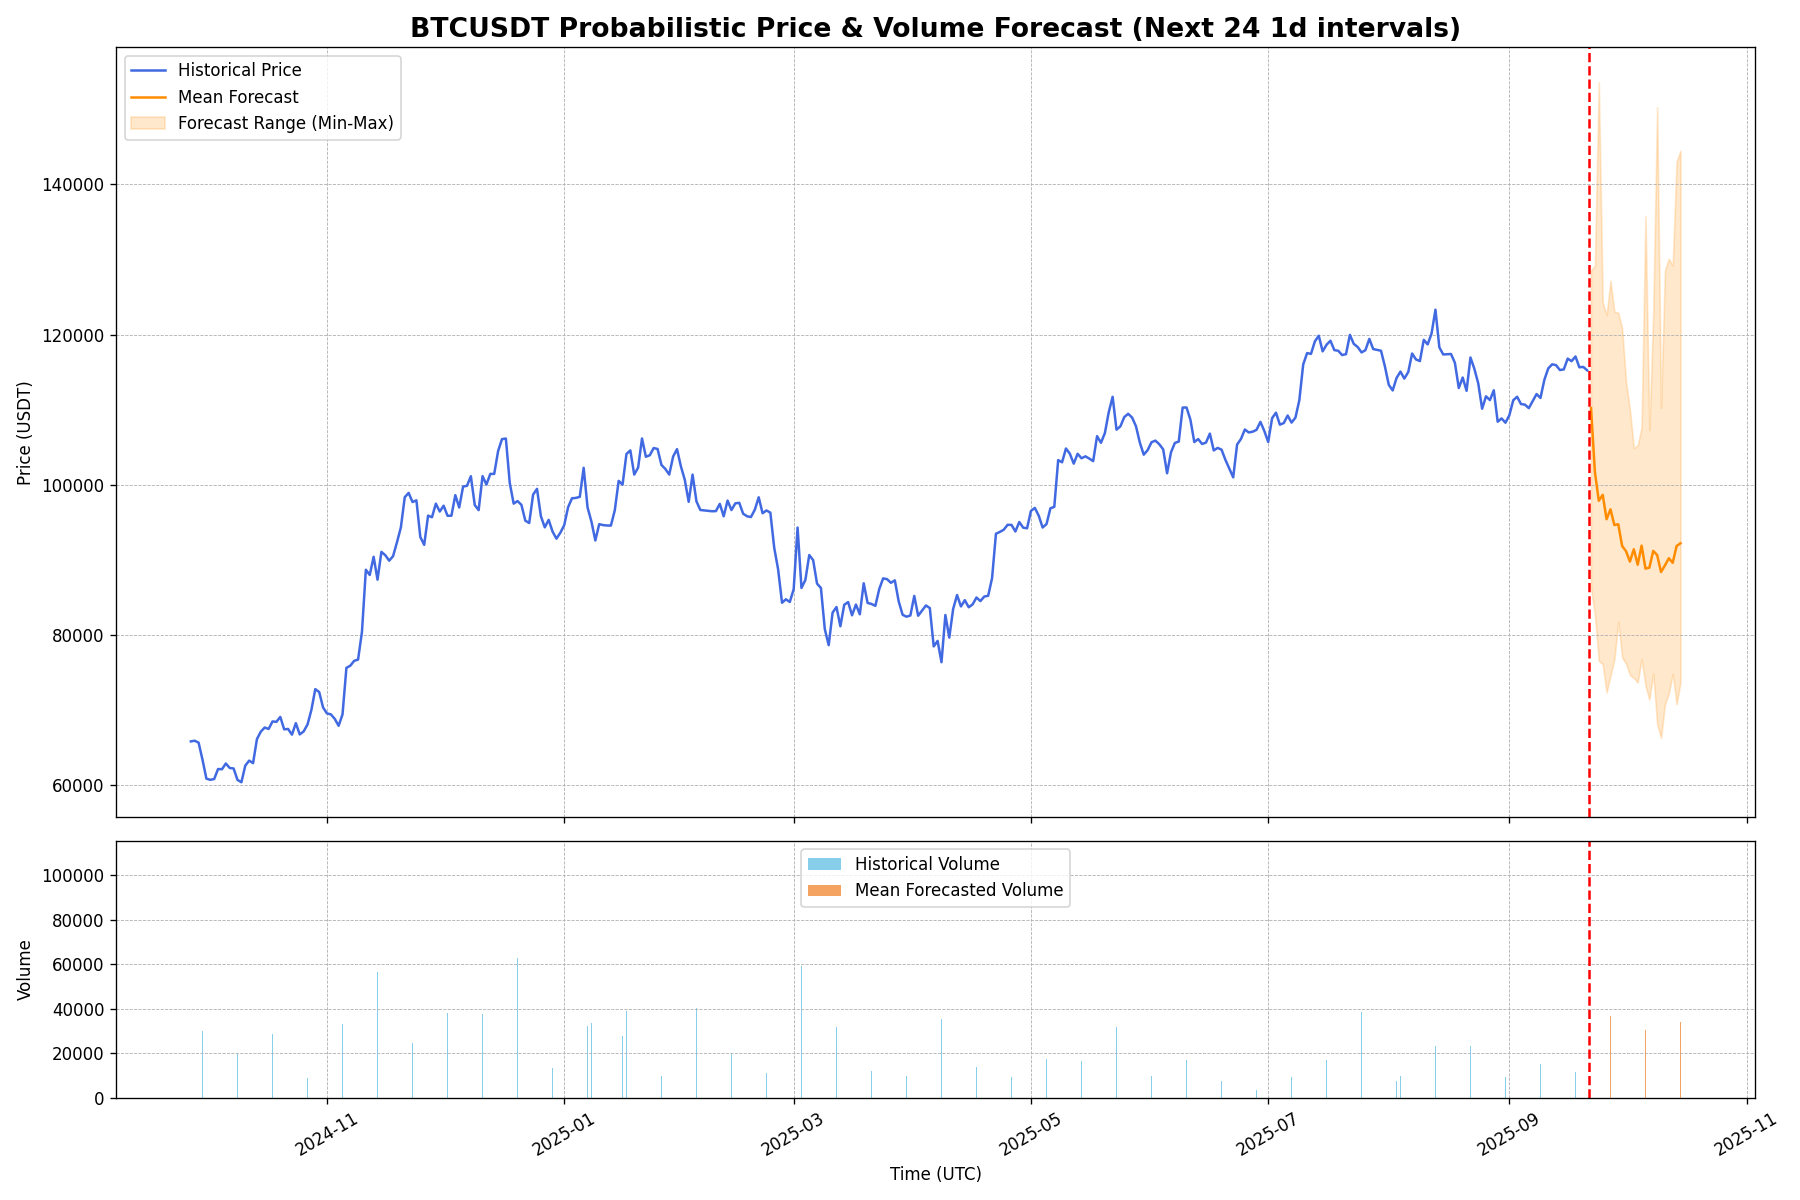 BTCUSDT Probabilistic Price & Volume Forecast (Next 24 1d intervals)
Historical Price
Mean Forecast
Forecast Range (Min-Max)
140000
120000
100000
80000
60000
Price (USDT)
Historical Volume
Mean Forecasted Volume
100000
80000
60000
40000
20000
0
Volume
2024-11
2025-01
2025-03
2025-05
2025-07
2025-09
2025-11
Time (UTC)